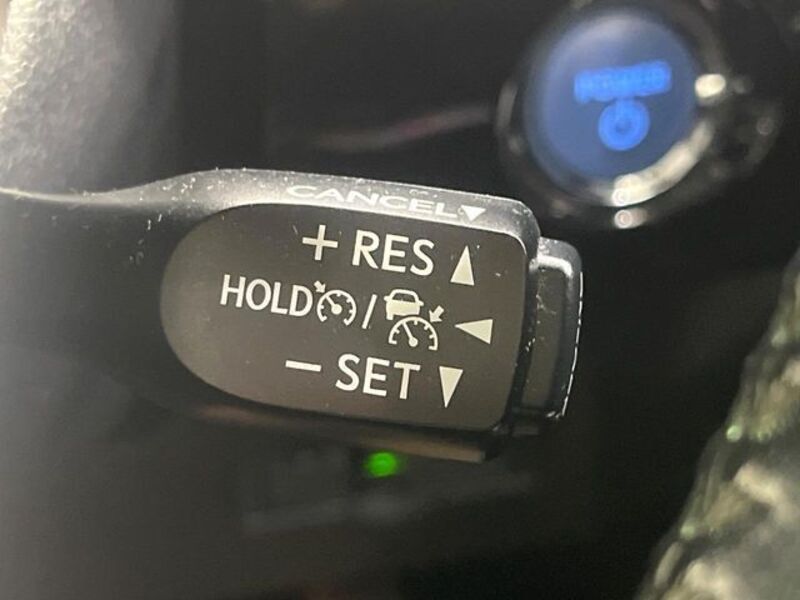 POWER
CANCEL▼
+ RES ▲
HOLD / ◀
− SET ▼